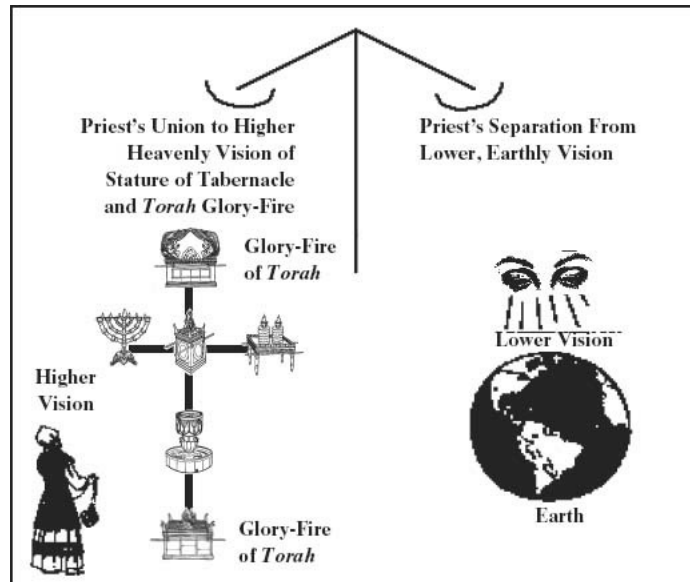 Priest's Union to Higher
Heavenly Vision of
Stature of Tabernacle
and Torah Glory-Fire
Priest's Separation From
Lower, Earthly Vision
Glory-Fire
of Torah
Higher
Vision
Glory-Fire
of Torah
Lower Vision
Earth